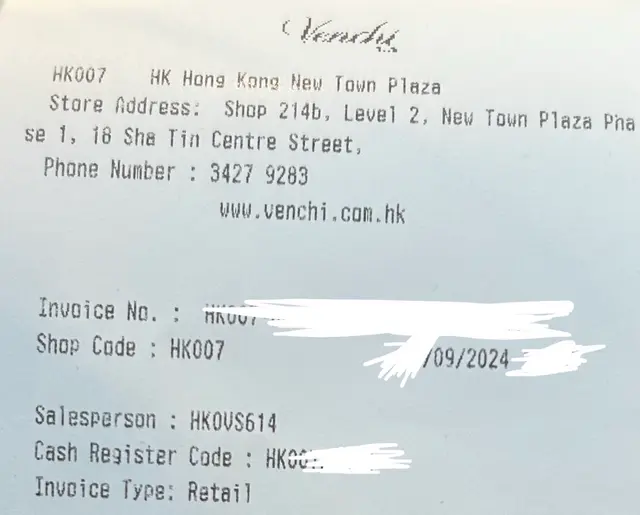 Venchi
HK007 HK Hong Kong New Town Plaza
Store Address: Shop 214b, Level 2, New Town Plaza Pha
se 1, 18 Sha Tin Centre Street,
Phone Number : 3427 9283
www.venchi.com.hk
Invoice No. : HK007
Shop Code : HK007 /09/2024
Salesperson : HKOVS614
Cash Register Code : HK00
Invoice Type: Retail